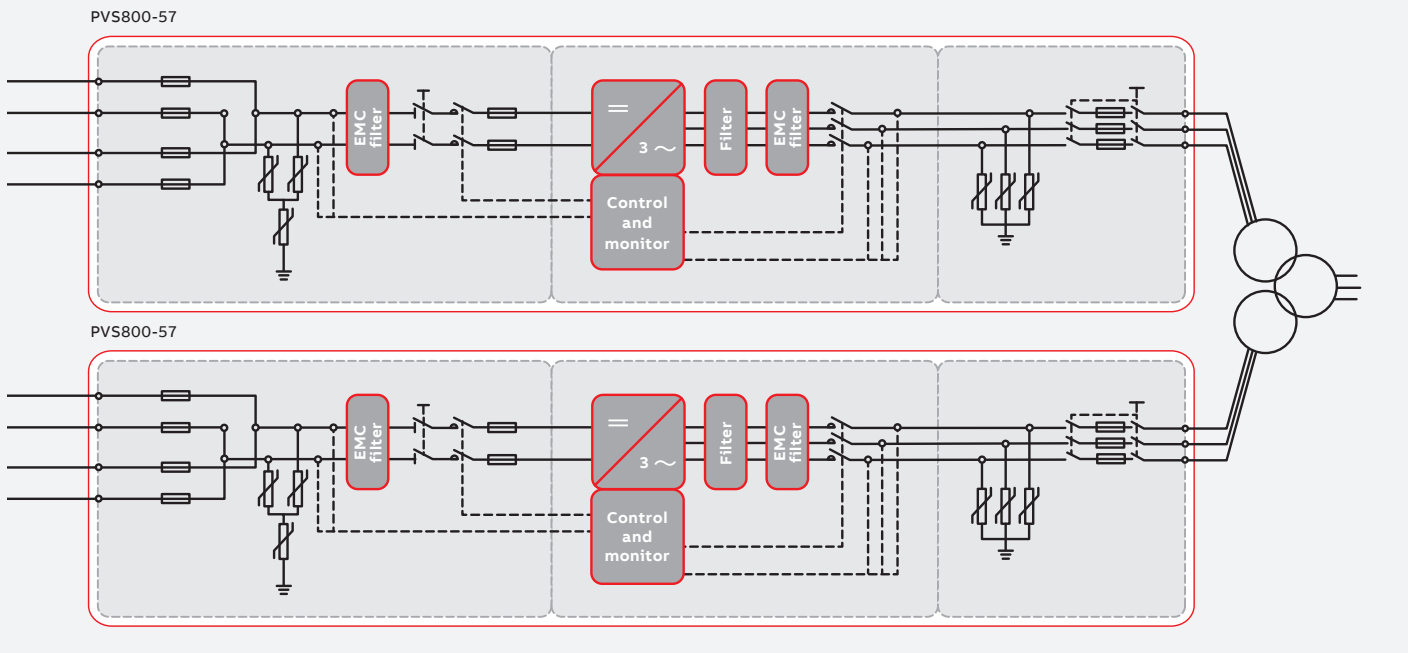 PVS800-57
EMC
filter
3 ~
Filter
EMC
filter
Control
and
monitor
PVS800-57
EMC
filter
3 ~
Filter
EMC
filter
Control
and
monitor